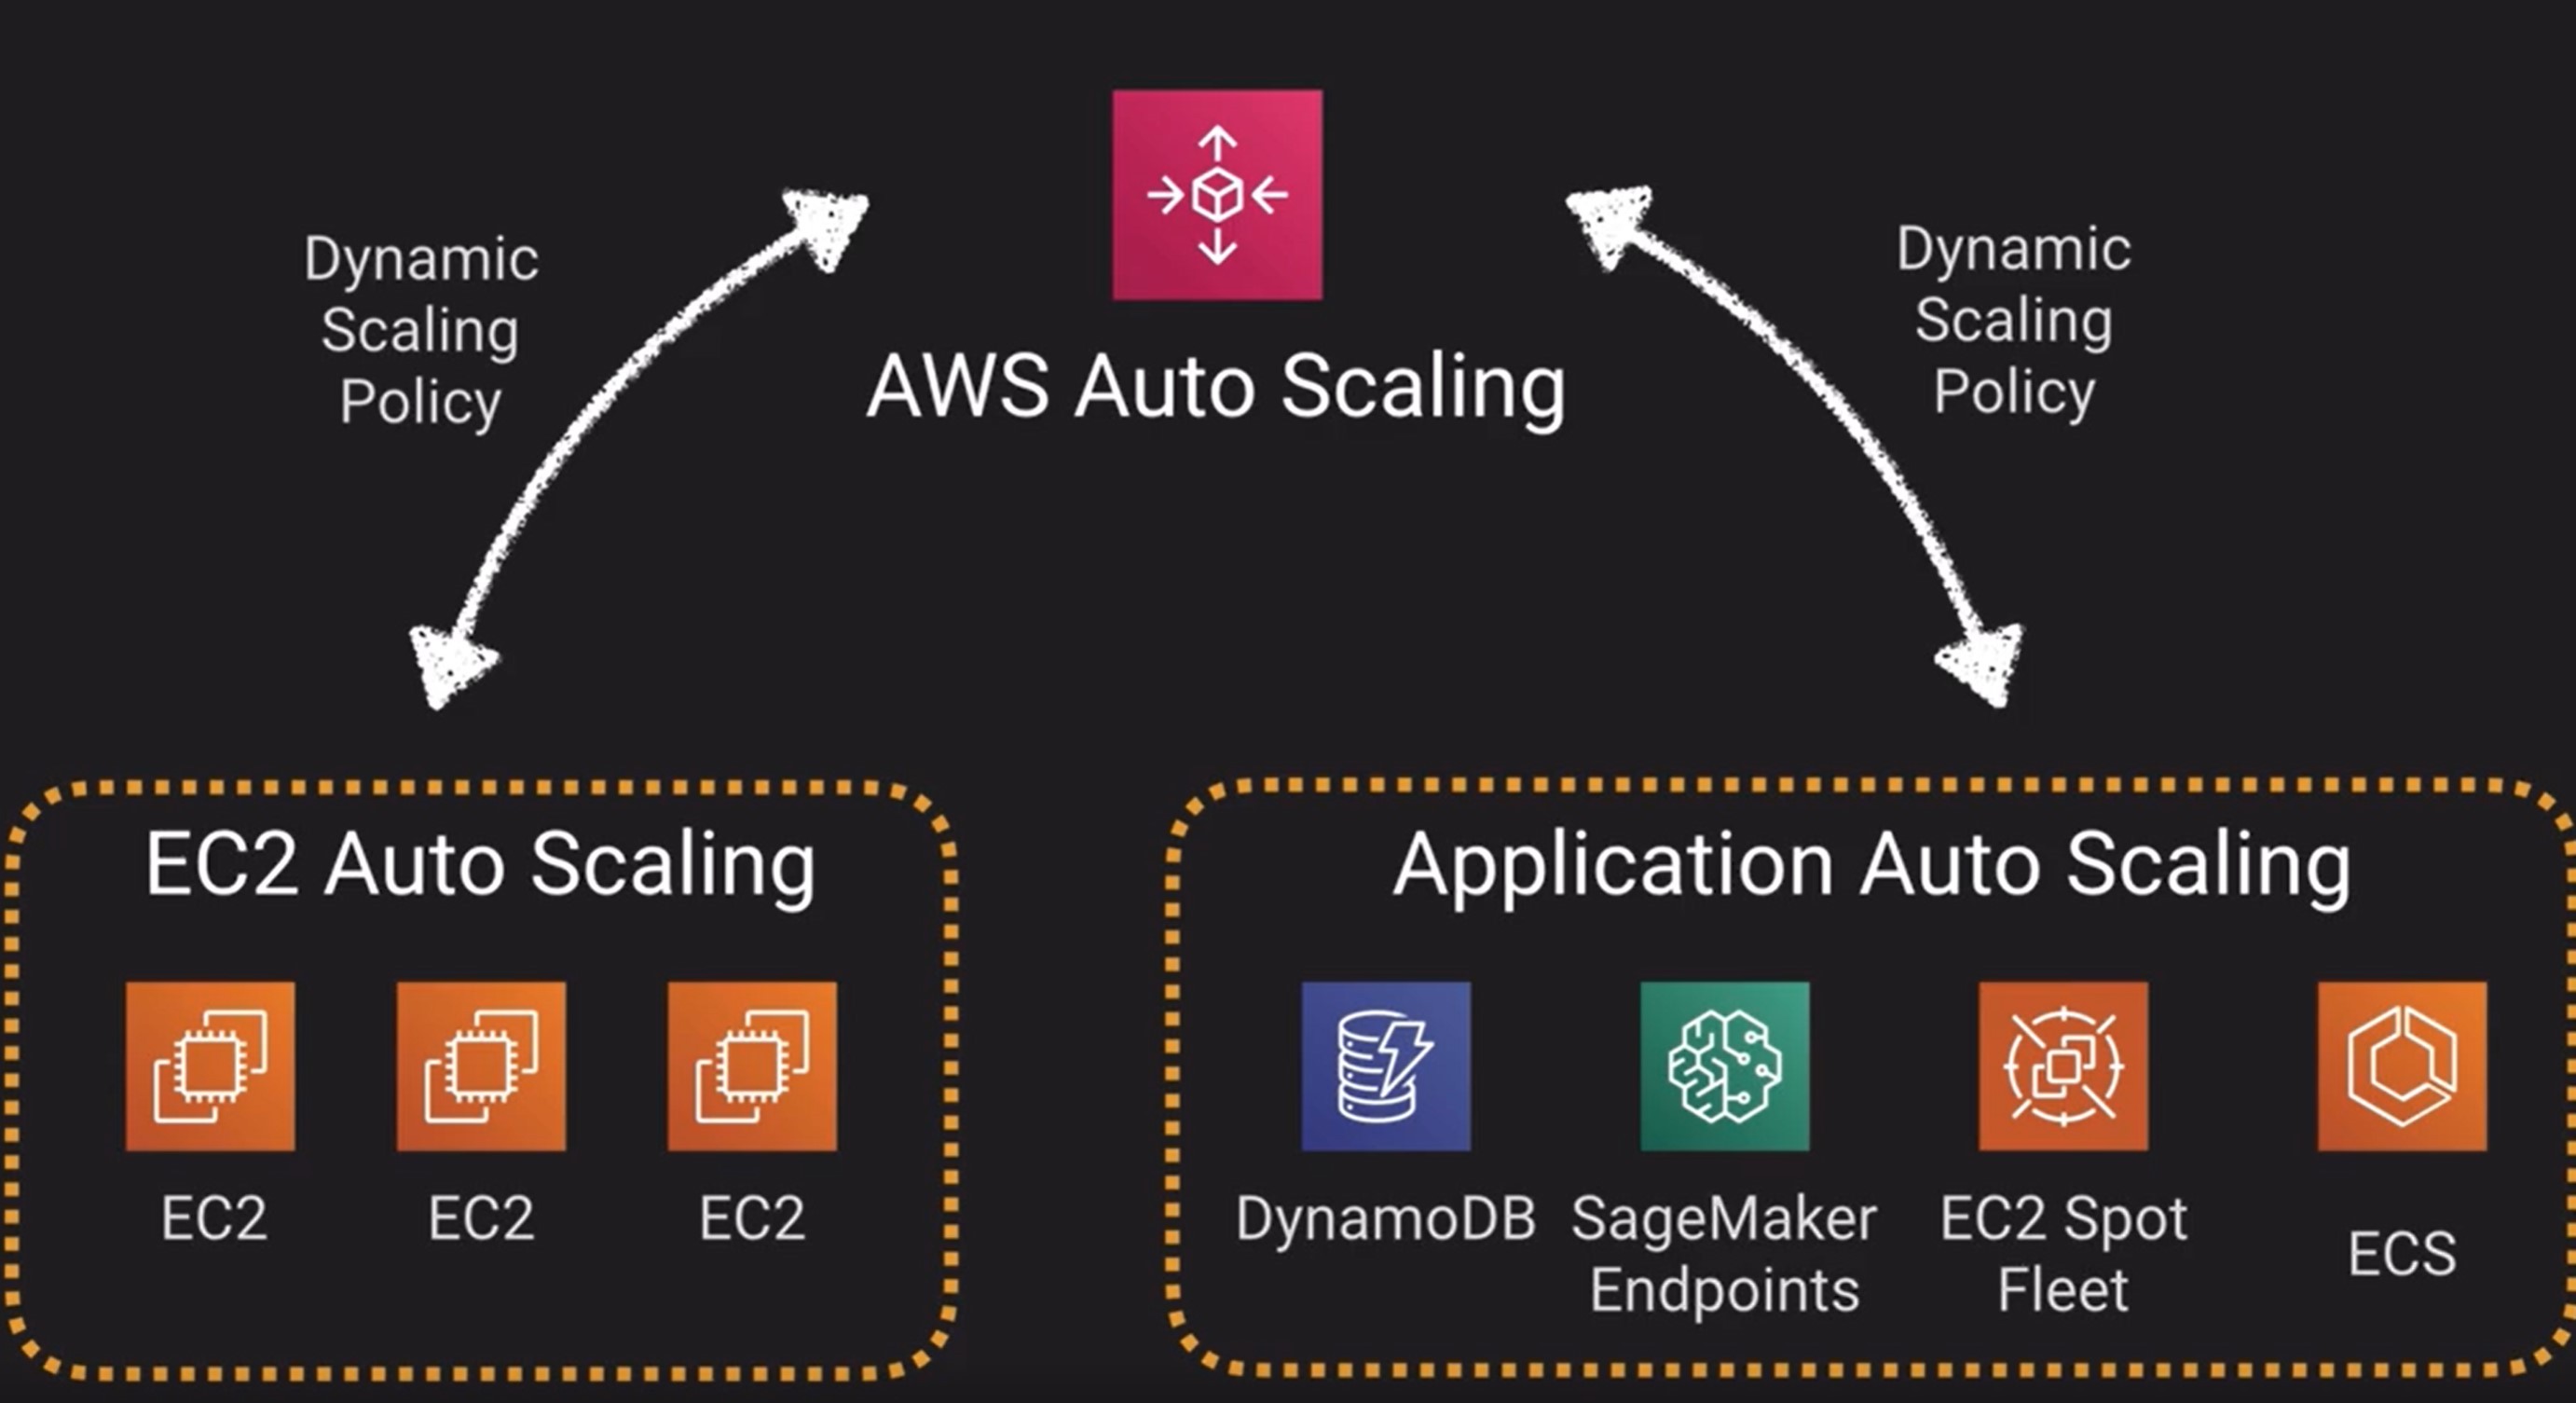 AWS Auto Scaling
Dynamic
Scaling
Policy
Dynamic
Scaling
Policy
EC2 Auto Scaling
EC2
EC2
EC2
Application Auto Scaling
DynamoDB
SageMaker
Endpoints
EC2 Spot
Fleet
ECS